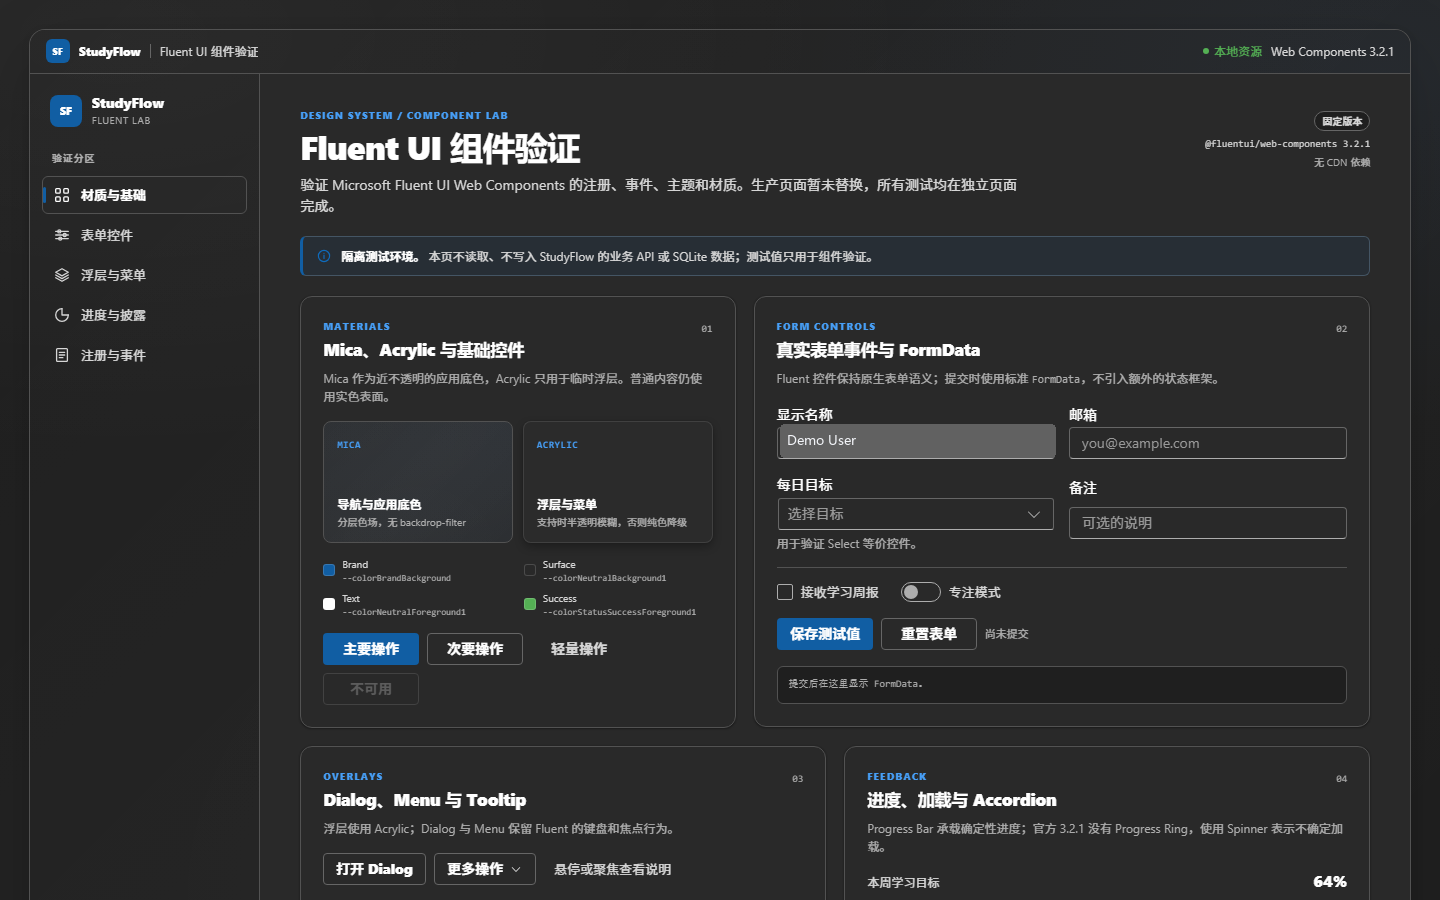 SF StudyFlow Fluent UI 组件验证
本地资源 Web Components 3.2.1
SF StudyFlow
FLUENT LAB
验证分区
材质与基础
表单控件
浮层与菜单
进度与披露
注册与事件
DESIGN SYSTEM / COMPONENT LAB
Fluent UI 组件验证
验证 Microsoft Fluent UI Web Components 的注册、事件、主题和材质。生产页面暂未替换，所有测试均在独立页面
完成。
固定版本
@fluentui/web-components 3.2.1
无 CDN 依赖
隔离测试环境。 本页不读取、不写入 StudyFlow 的业务 API 或 SQLite 数据；测试值只用于组件验证。
MATERIALS
01
Mica、Acrylic 与基础控件
Mica 作为近不透明的应用底色，Acrylic 只用于临时浮层。普通内容仍使
用实色表面。
MICA
导航与应用底色
分层色场，无 backdrop-filter
ACRYLIC
浮层与菜单
支持时半透明模糊，否则纯色降级
Brand
--colorBrandBackground
Surface
--colorNeutralBackground1
Text
--colorNeutralForeground1
Success
--colorStatusSuccessForeground1
主要操作 次要操作 轻量操作
不可用
FORM CONTROLS
02
真实表单事件与 FormData
Fluent 控件保持原生表单语义；提交时使用标准 FormData，不引入额外的状态框架。
显示名称
Demo User
邮箱
you@example.com
每日目标
选择目标
用于验证 Select 等价控件。
备注
可选的说明
接收学习周报 专注模式
保存测试值 重置表单 尚未提交
提交后在这里显示 FormData。
OVERLAYS
03
Dialog、Menu 与 Tooltip
浮层使用 Acrylic；Dialog 与 Menu 保留 Fluent 的键盘和焦点行为。
打开 Dialog 更多操作 悬停或聚焦查看说明
FEEDBACK
04
进度、加载与 Accordion
Progress Bar 承载确定性进度；官方 3.2.1 没有 Progress Ring，使用 Spinner 表示不确定加
载。
本周学习目标 64%